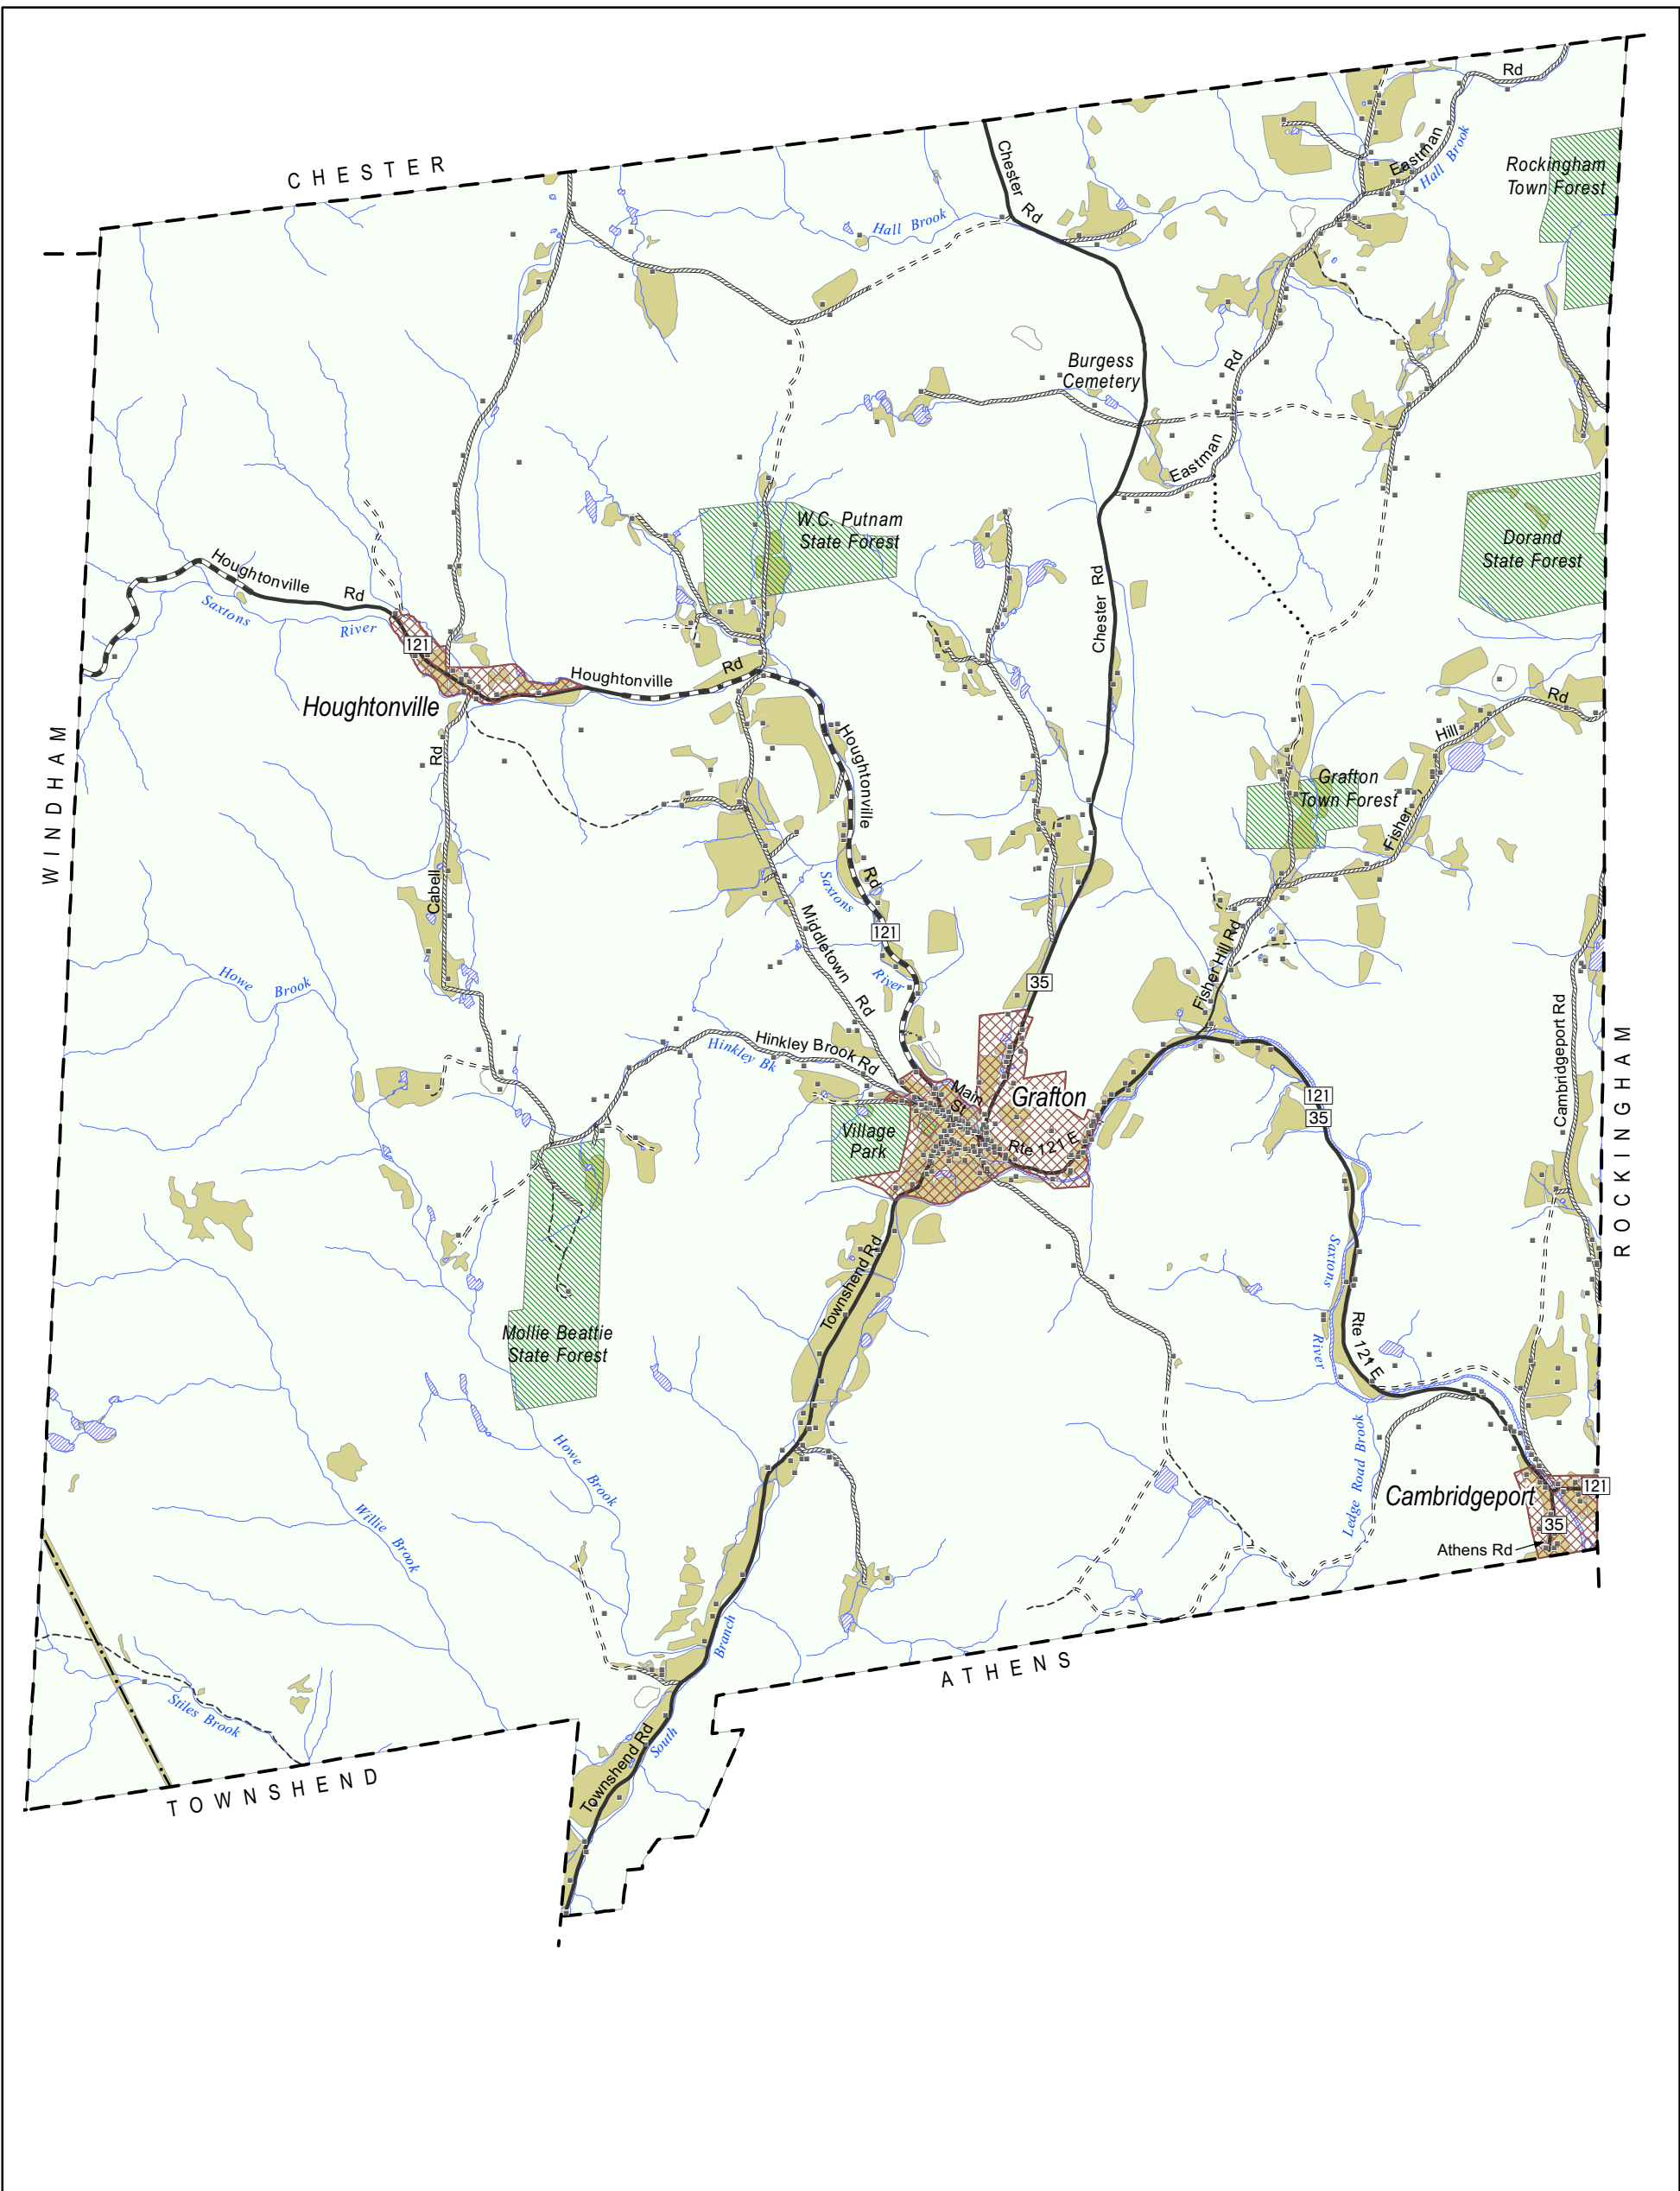 Rd
CHESTER
Chester
Rd
Eastman
Hall Brook
Rockingham
Town Forest
Hall Brook
Burgess
Cemetery
Rd
Eastman
W.C. Putnam
State Forest
Dorand
State Forest
Houghtonville
Rd
Saxtons
River
121
Houghtonville
Houghtonville
Rd
Chester Rd
WINDHAM
Rd
Cabell
Houghtonville
Rd
121
Saxtons
River
Middletown
Rd
Hill
Rd
Fisher
Grafton
Town Forest
Fisher Hill Rd
35
Howe
Brook
Hinkley Brook Rd
Hinkley Bk
Main
St
Grafton
Rte 121 E
Village
Park
121
35
Cambridgeport Rd
ROCKINGHAM
Mollie Beattie
State Forest
Townshend Rd
Saxtons
River
Rte 121 E
Howe
Brook
Willie
Brook
Ledge Road Brook
Cambridgeport
121
35
Athens Rd
Branch
South
Townshend Rd
ATHENS
Stiles Brook
TOWNSHEND